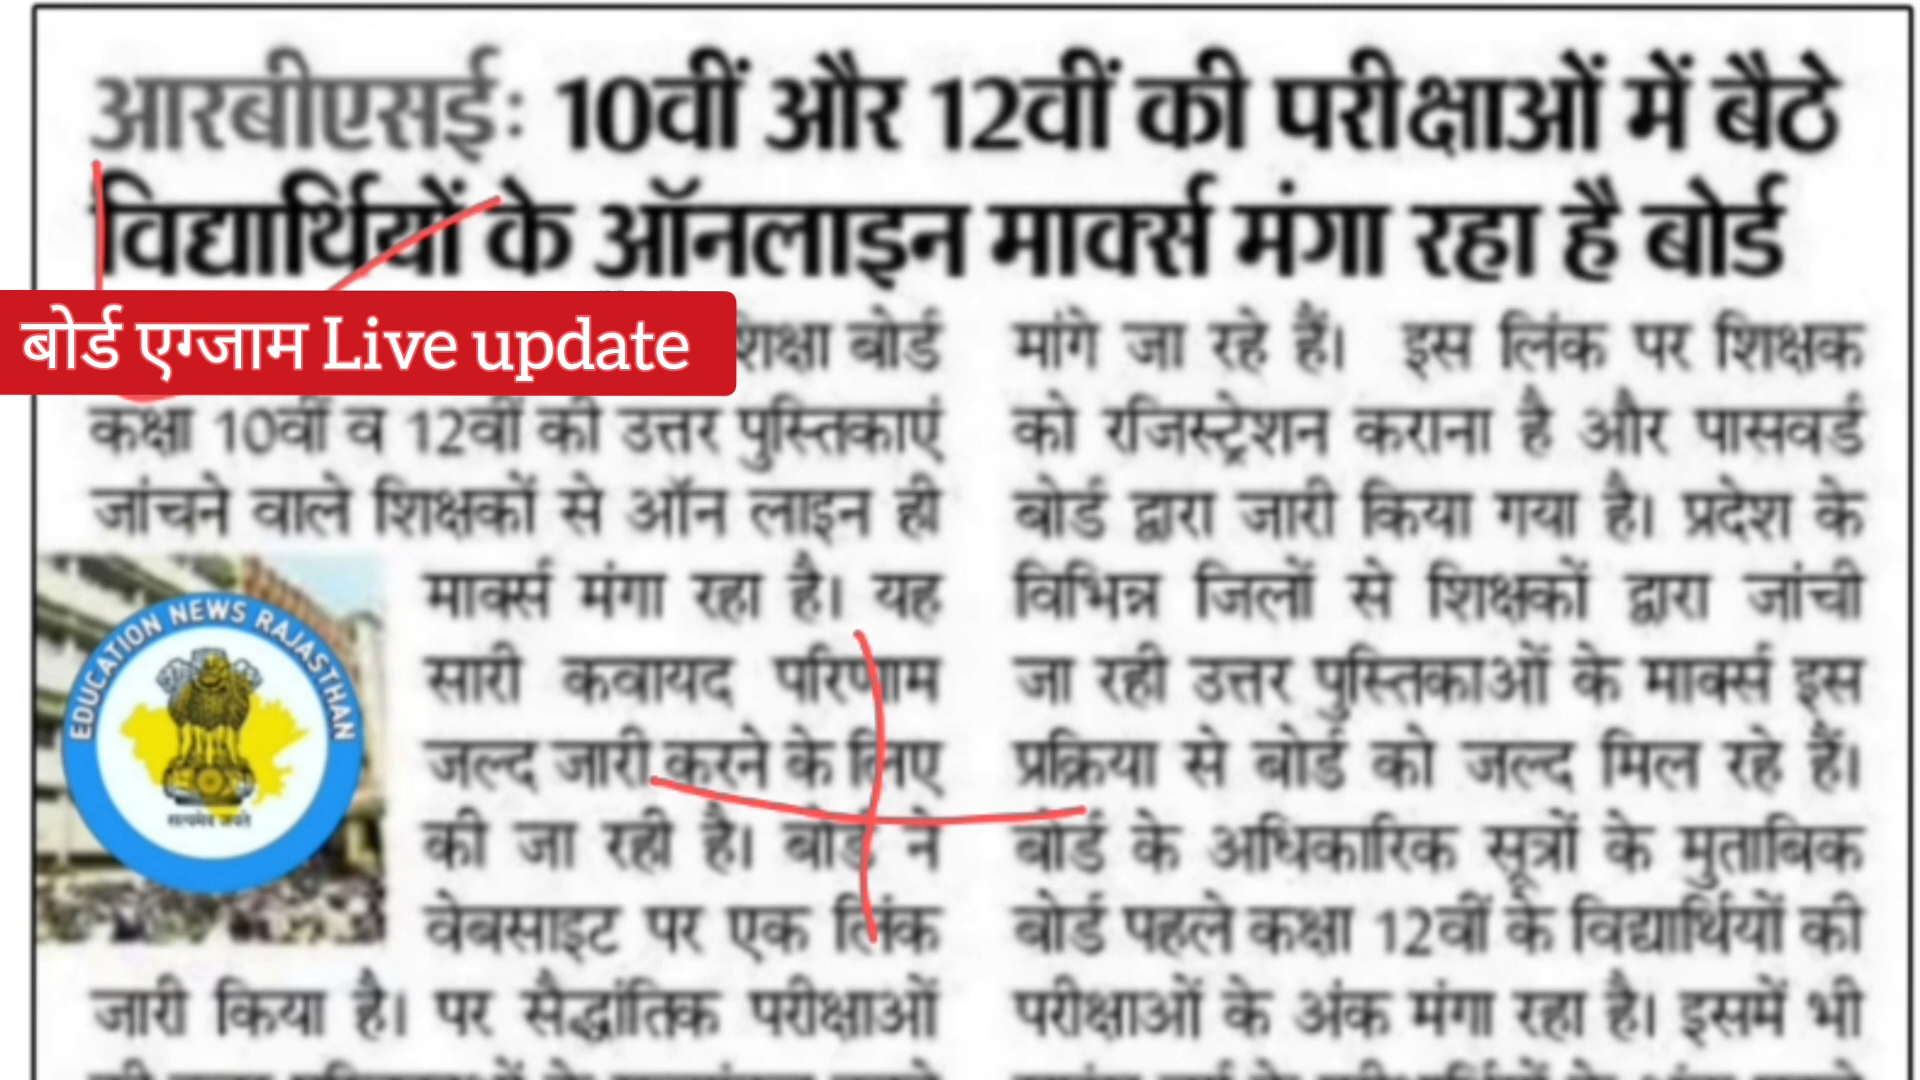 आरबीएसई: 10वीं और 12वीं की परीक्षाओं में बैठे
विद्यार्थियों के ऑनलाइन मार्क्स मंगा रहा है बोर्ड
बोर्ड एग्जाम Live update
शिक्षा बोर्ड
कक्षा 10वीं व 12वीं की उत्तर पुस्तिकाएं
जांचने वाले शिक्षकों से ऑन लाइन ही
मार्क्स मंगा रहा है। यह
सारी कवायद परिणाम
जल्द जारी करने के लिए
की जा रही है। बोर्ड ने
वेबसाइट पर एक लिंक
जारी किया है। पर सैद्धांतिक परीक्षाओं
EDUCATION NEWS RAJASTHAN
सत्यमेव जयते
मांगे जा रहे हैं। इस लिंक पर शिक्षक
को रजिस्ट्रेशन कराना है और पासवर्ड
बोर्ड द्वारा जारी किया गया है। प्रदेश के
विभिन्न जिलों से शिक्षकों द्वारा जांची
जा रही उत्तर पुस्तिकाओं के मार्क्स इस
प्रक्रिया से बोर्ड को जल्द मिल रहे हैं।
बोर्ड के अधिकारिक सूत्रों के मुताबिक
बोर्ड पहले कक्षा 12वीं के विद्यार्थियों की
परीक्षाओं के अंक मंगा रहा है। इसमें भी